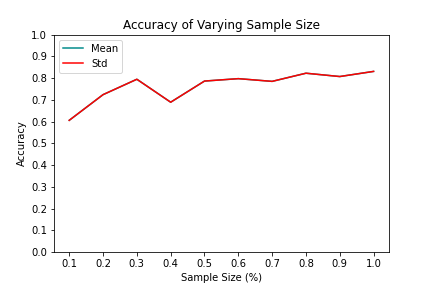 Accuracy of Varying Sample Size
1.0
0.9
0.8
0.7
0.6
0.5
0.4
0.3
0.2
0.1
0.0
Accuracy
Mean
Std
0.1 0.2 0.3 0.4 0.5 0.6 0.7 0.8 0.9 1.0
Sample Size (%)